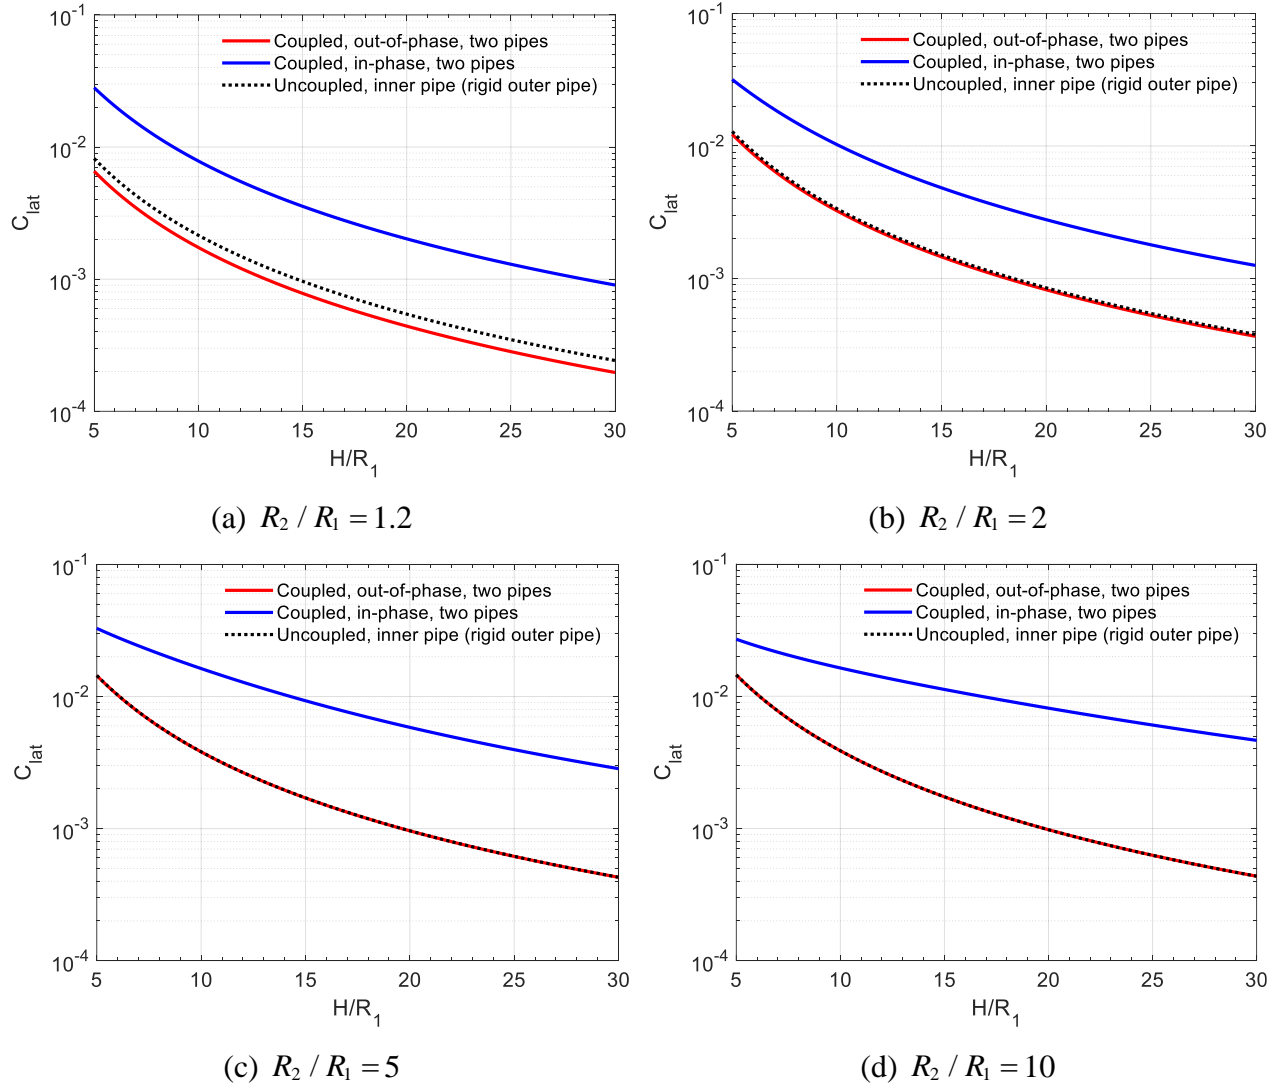 10^-1
10^-2
10^-3
10^-4
C_lat
Coupled, out-of-phase, two pipes
Coupled, in-phase, two pipes
Uncoupled, inner pipe (rigid outer pipe)
5 10 15 20 25 30
H/R_1
(a) R_2 / R_1 = 1.2
10^-1
10^-2
10^-3
10^-4
C_lat
Coupled, out-of-phase, two pipes
Coupled, in-phase, two pipes
Uncoupled, inner pipe (rigid outer pipe)
5 10 15 20 25 30
H/R_1
(b) R_2 / R_1 = 2
10^-1
10^-2
10^-3
10^-4
C_lat
Coupled, out-of-phase, two pipes
Coupled, in-phase, two pipes
Uncoupled, inner pipe (rigid outer pipe)
5 10 15 20 25 30
H/R_1
(c) R_2 / R_1 = 5
10^-1
10^-2
10^-3
10^-4
C_lat
Coupled, out-of-phase, two pipes
Coupled, in-phase, two pipes
Uncoupled, inner pipe (rigid outer pipe)
5 10 15 20 25 30
H/R_1
(d) R_2 / R_1 = 10